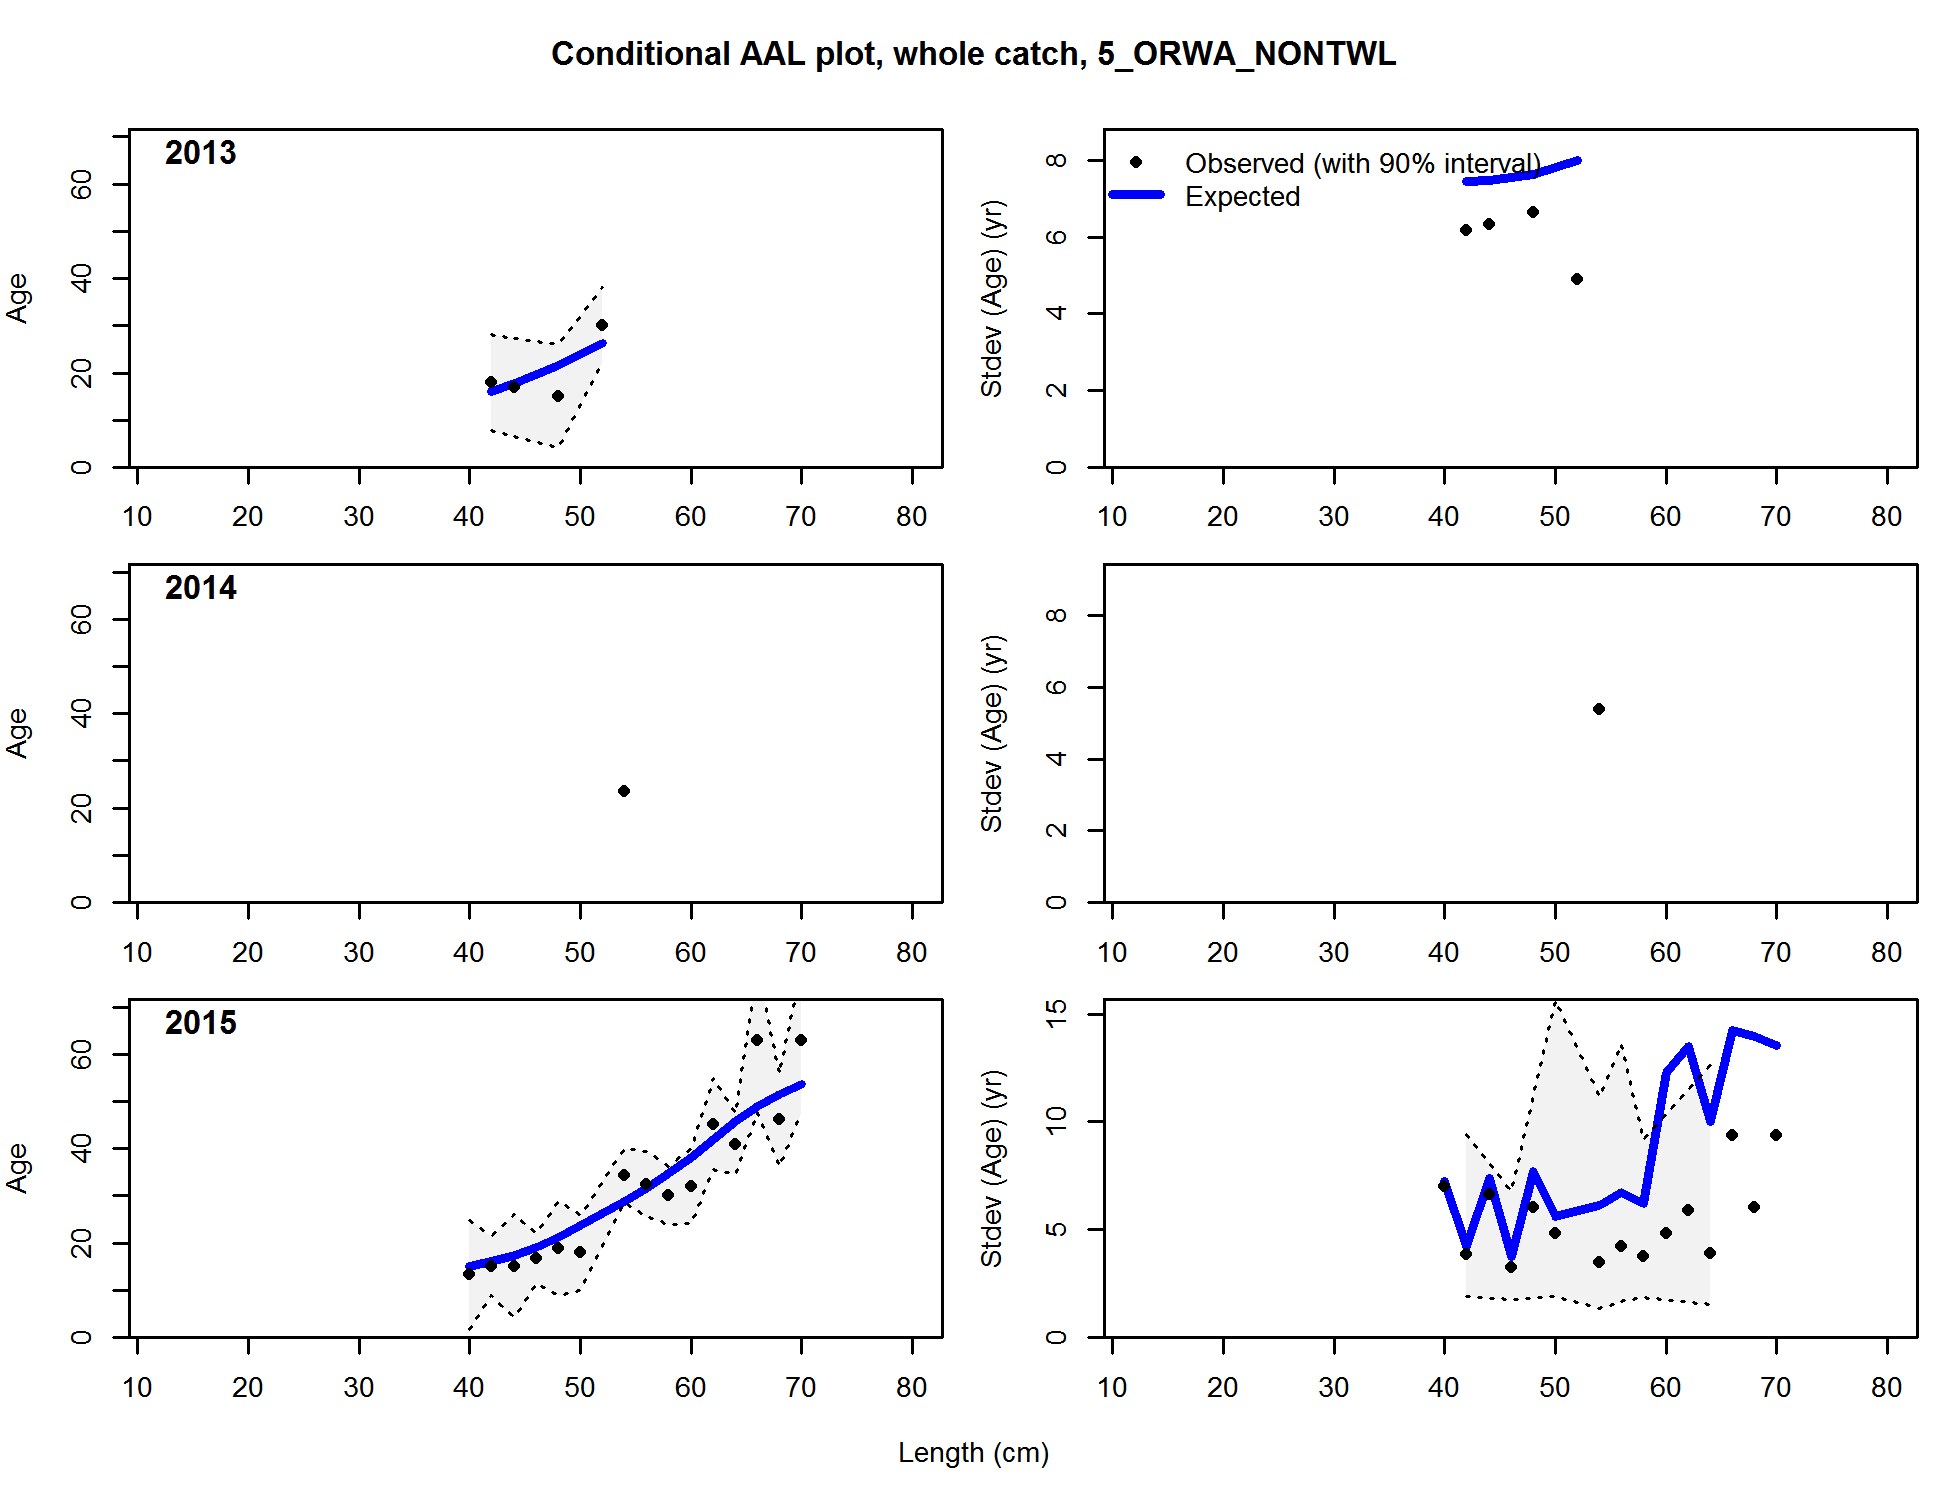 Conditional AAL plot, whole catch, 5_ORWA_NONTWL
2013
Age
0 20 40 60
10 20 30 40 50 60 70 80
Observed (with 90% interval)
Expected
Stdev (Age) (yr)
0 2 4 6 8
10 20 30 40 50 60 70 80
2014
Age
0 20 40 60
10 20 30 40 50 60 70 80
Stdev (Age) (yr)
0 2 4 6 8
10 20 30 40 50 60 70 80
2015
Age
0 20 40 60
10 20 30 40 50 60 70 80
Stdev (Age) (yr)
0 5 10 15
10 20 30 40 50 60 70 80
Length (cm)